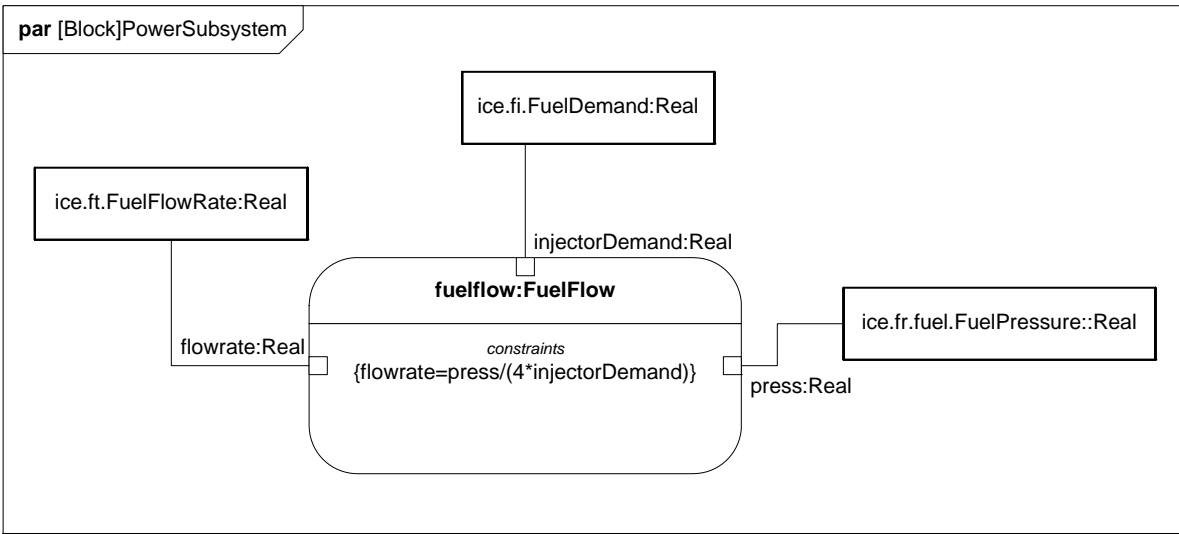 par [Block]PowerSubsystem
ice.fi.FuelDemand:Real
ice.ft.FuelFlowRate:Real
injectorDemand:Real
fuelflow:FuelFlow
ice.fr.fuel.FuelPressure::Real
flowrate:Real
constraints
{flowrate=press/(4*injectorDemand)}
press:Real